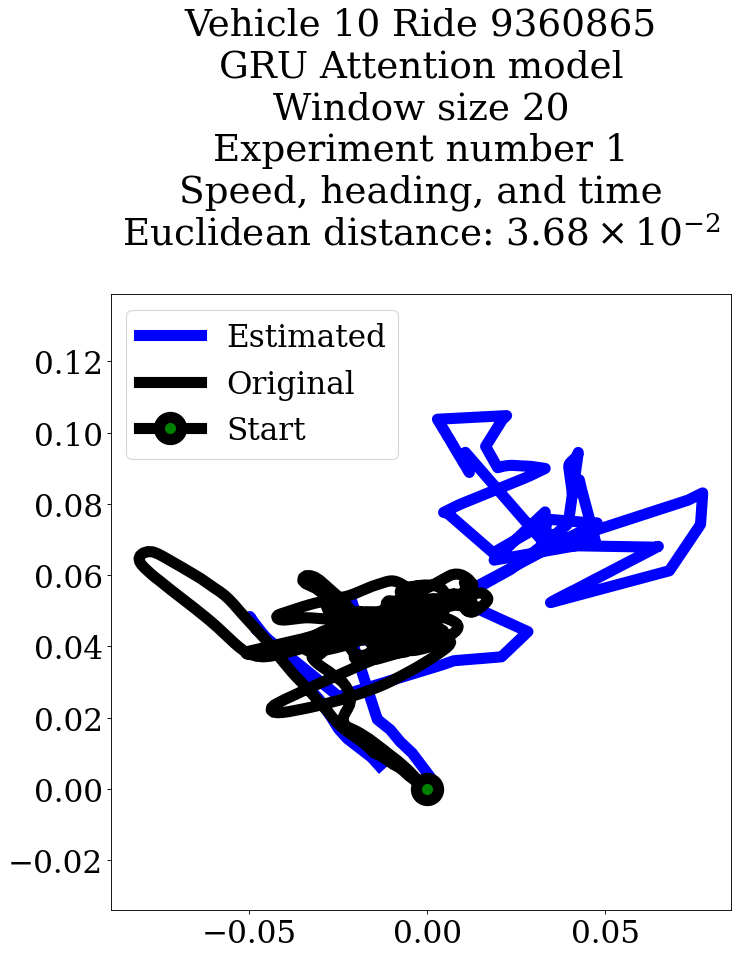 Vehicle 10 Ride 9360865
GRU Attention model
Window size 20
Experiment number 1
Speed, heading, and time
Euclidean distance: 3.68 × 10⁻²
Estimated
Original
Start
0.12
0.10
0.08
0.06
0.04
0.02
0.00
−0.02
−0.05
0.00
0.05